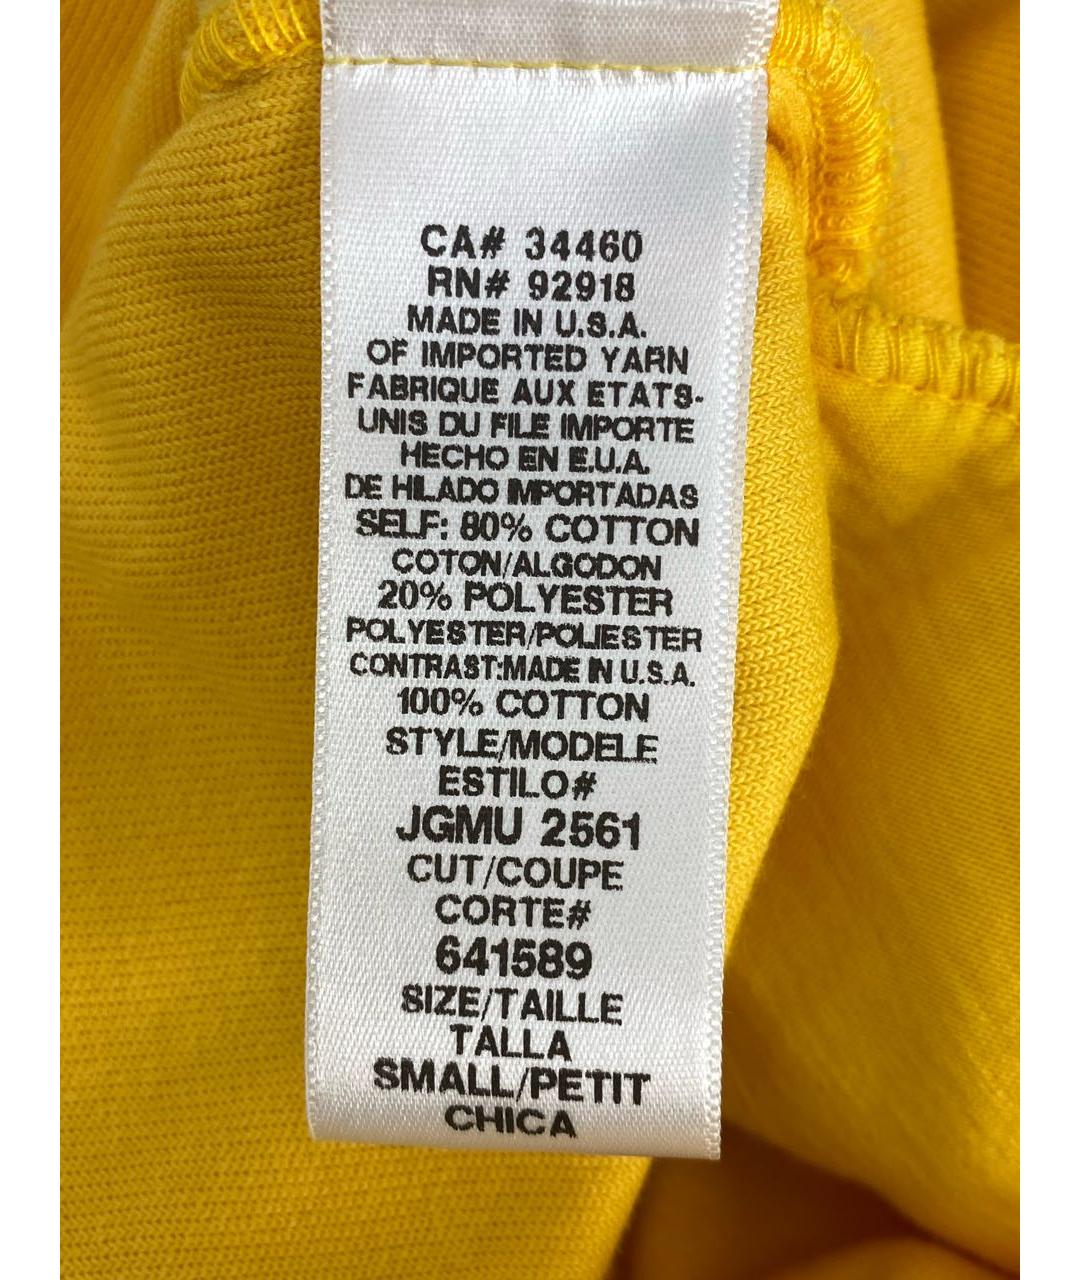 CA# 34460
RN# 92918
MADE IN U.S.A.
OF IMPORTED YARN
FABRIQUE AUX ETATS-
UNIS DU FILE IMPORTE
HECHO EN E.U.A.
DE HILADO IMPORTADAS
SELF: 80% COTTON
COTON/ALGODON
20% POLYESTER
POLYESTER/POLIESTER
CONTRAST:MADE IN U.S.A.
100% COTTON
STYLE/MODELE
ESTILO#
JGMU 2561
CUT/COUPE
CORTE#
641589
SIZE/TAILLE
TALLA
SMALL/PETIT
CHICA